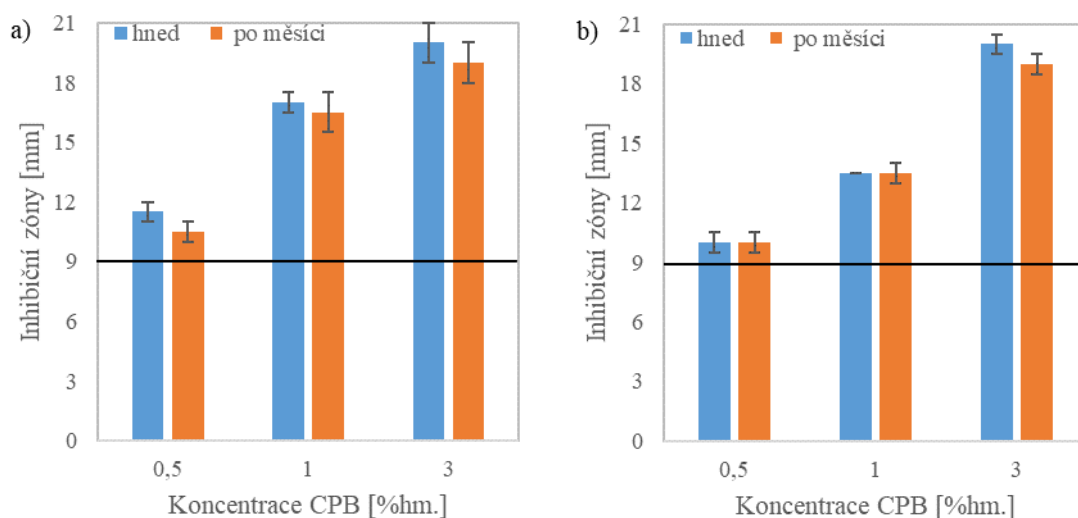 a)
hned po měsíci
21
18
15
12
9
6
3
0
Inhibiční zóny [mm]
0,5 1 3
Koncentrace CPB [%hm.]
b)
hned po měsíci
21
18
15
12
9
6
3
0
Inhibiční zóny [mm]
0,5 1 3
Koncentrace CPB [%hm.]